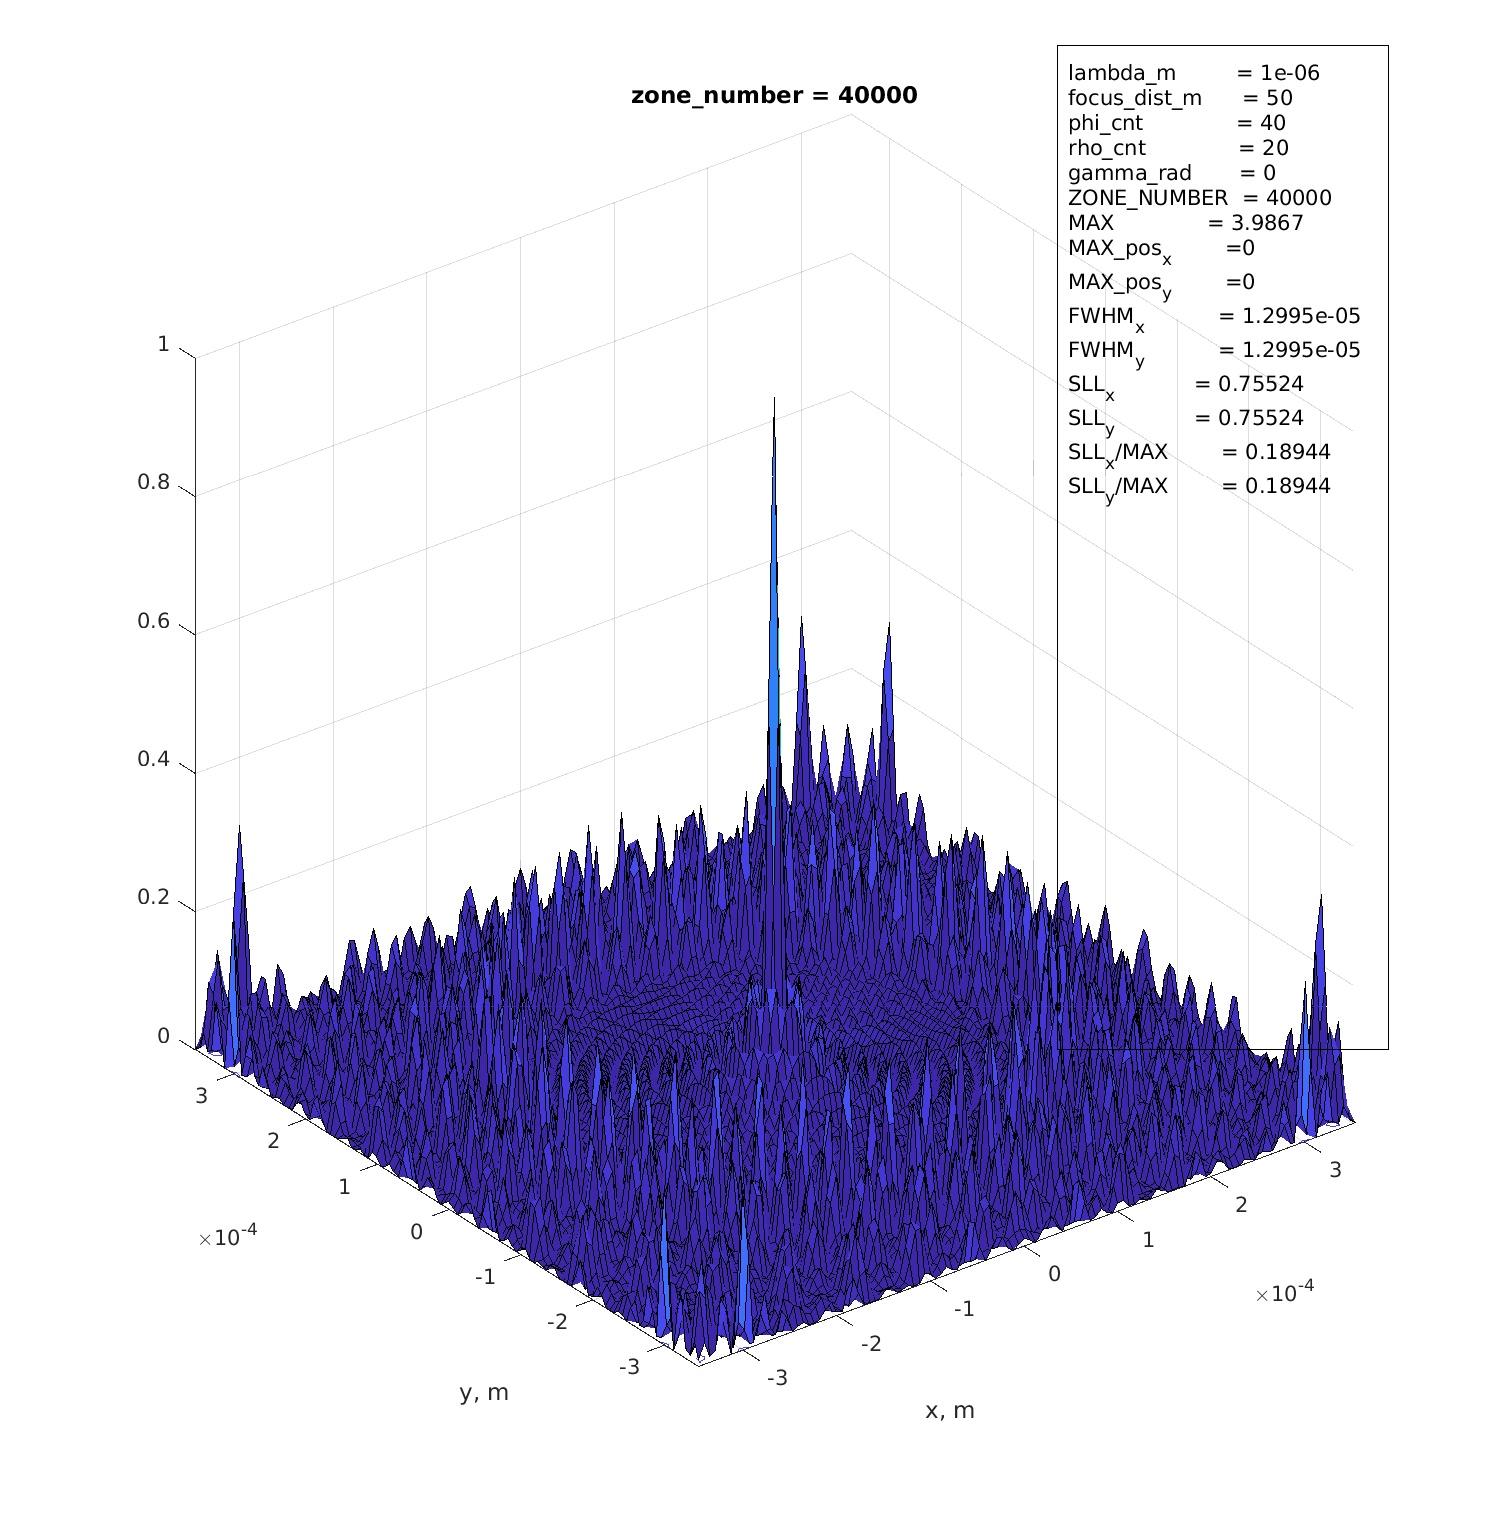 zone_number = 40000
lambda_m = 1e-06
focus_dist_m = 50
phi_cnt = 40
rho_cnt = 20
gamma_rad = 0
ZONE_NUMBER = 40000
MAX = 3.9867
MAX_pos_x =0
MAX_pos_y =0
FWHM_x = 1.2995e-05
FWHM_y = 1.2995e-05
SLL_x = 0.75524
SLL_y = 0.75524
SLL_x/MAX = 0.18944
SLL_y/MAX = 0.18944
1
0.8
0.6
0.4
0.2
0
3
2
1
0
-1
-2
-3
×10^-4
y, m
3
2
1
0
-1
-2
-3
×10^-4
x, m